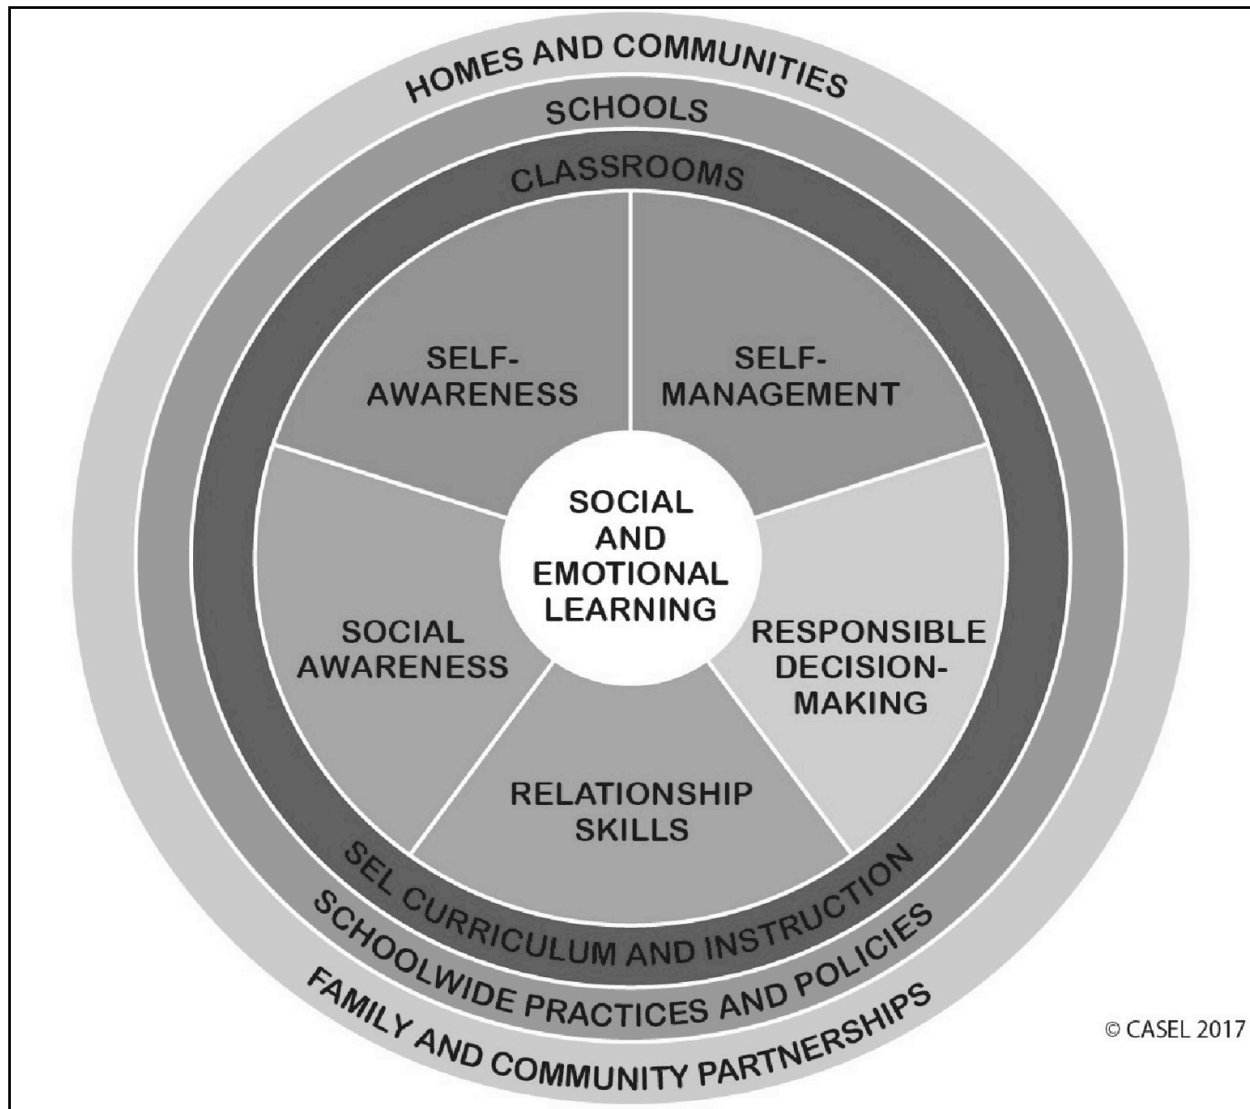 HOMES AND COMMUNITIES
SCHOOLS
CLASSROOMS
SELF-
AWARENESS
SELF-
MANAGEMENT
SOCIAL
AND
EMOTIONAL
LEARNING
SOCIAL
AWARENESS
RESPONSIBLE
DECISION-
MAKING
RELATIONSHIP
SKILLS
SEL CURRICULUM AND INSTRUCTION
SCHOOLWIDE PRACTICES AND POLICIES
FAMILY AND COMMUNITY PARTNERSHIPS
© CASEL 2017